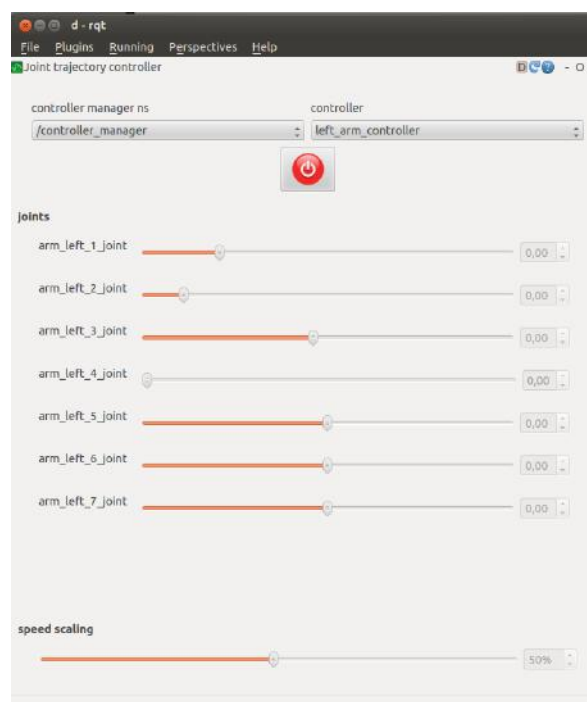 d - rqt
File Plugins Running Perspectives Help
Joint trajectory controller D - O
controller manager ns controller
/controller_manager left_arm_controller
joints
arm_left_1_joint 0,00
arm_left_2_joint 0,00
arm_left_3_joint 0,00
arm_left_4_joint 0,00
arm_left_5_joint 0,00
arm_left_6_joint 0,00
arm_left_7_joint 0,00
speed scaling
50%